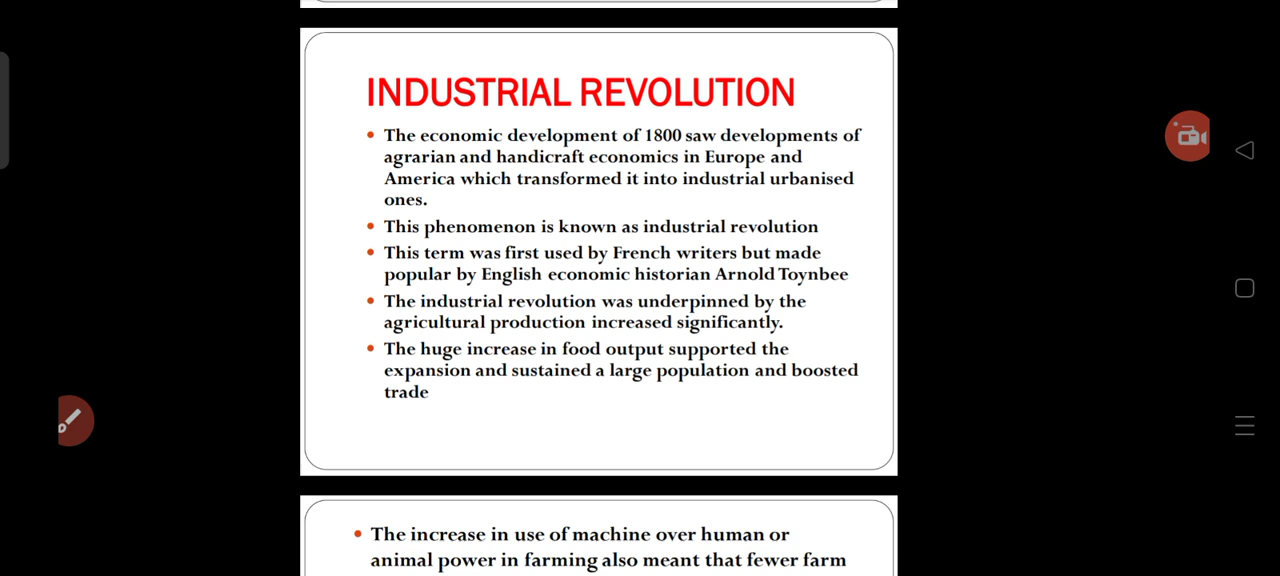 INDUSTRIAL REVOLUTION
• The economic development of 1800 saw developments of
agrarian and handicraft economics in Europe and
America which transformed it into industrial urbanised
ones.
• This phenomenon is known as industrial revolution
• This term was first used by French writers but made
popular by English economic historian Arnold Toynbee
• The industrial revolution was underpinned by the
agricultural production increased significantly.
• The huge increase in food output supported the
expansion and sustained a large population and boosted
trade
• The increase in use of machine over human or
animal power in farming also meant that fewer farm